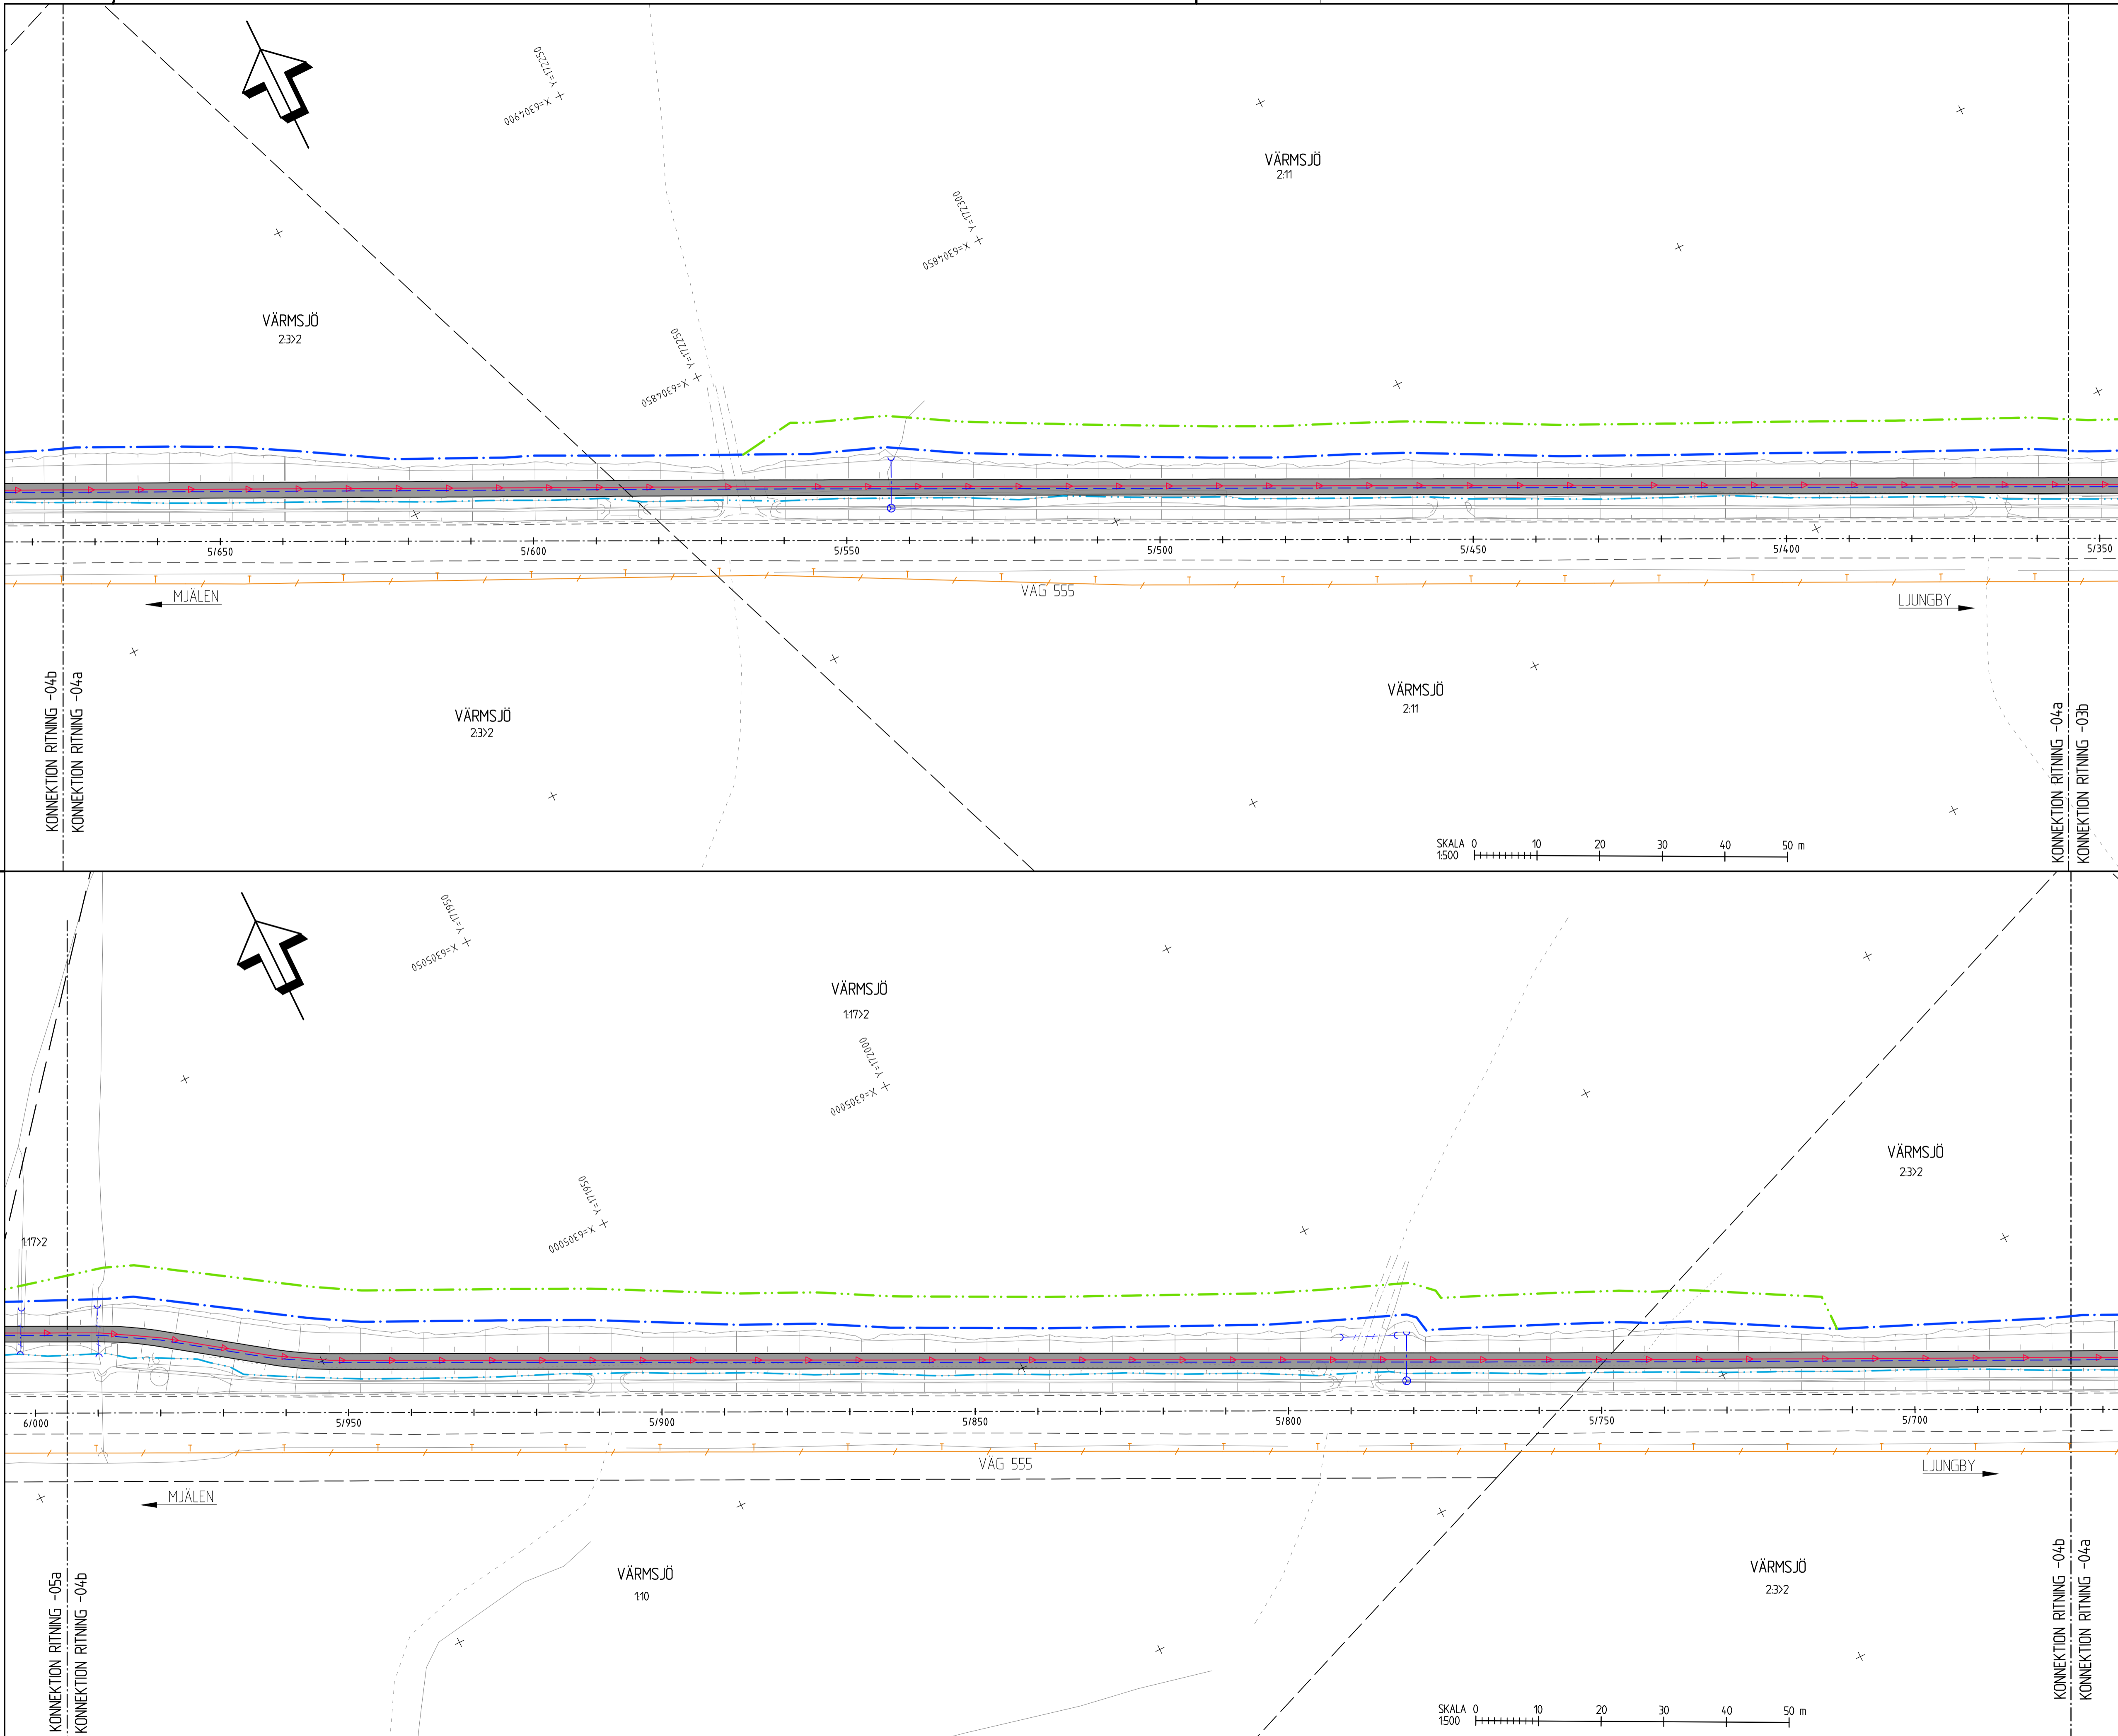 Y=172250
X=6304900
VÄRMSJÖ
2:11
Y=172300
X=6304850
VÄRMSJÖ
2:3>2
Y=172250
X=6304850
5/650
5/600
5/550
5/500
5/450
5/400
5/350
MJÄLEN
VÄG 555
LJUNGBY
VÄRMSJÖ
2:3>2
VÄRMSJÖ
2:11
KONNEKTION RITNING -04b
KONNEKTION RITNING -04a
KONNEKTION RITNING -04a
KONNEKTION RITNING -03b
SKALA 0 10 20 30 40 50 m
1:500
Y=171950
X=6305050
VÄRMSJÖ
1:17>2
Y=172000
X=6305000
VÄRMSJÖ
2:3>2
Y=171950
X=6305000
1:17>2
6/000
5/950
5/900
5/850
5/800
5/750
5/700
VÄG 555
MJÄLEN
LJUNGBY
VÄRMSJÖ
1:10
VÄRMSJÖ
2:3>2
KONNEKTION RITNING -05a
KONNEKTION RITNING -04b
KONNEKTION RITNING -04b
KONNEKTION RITNING -04a
SKALA 0 10 20 30 40 50 m
1:500